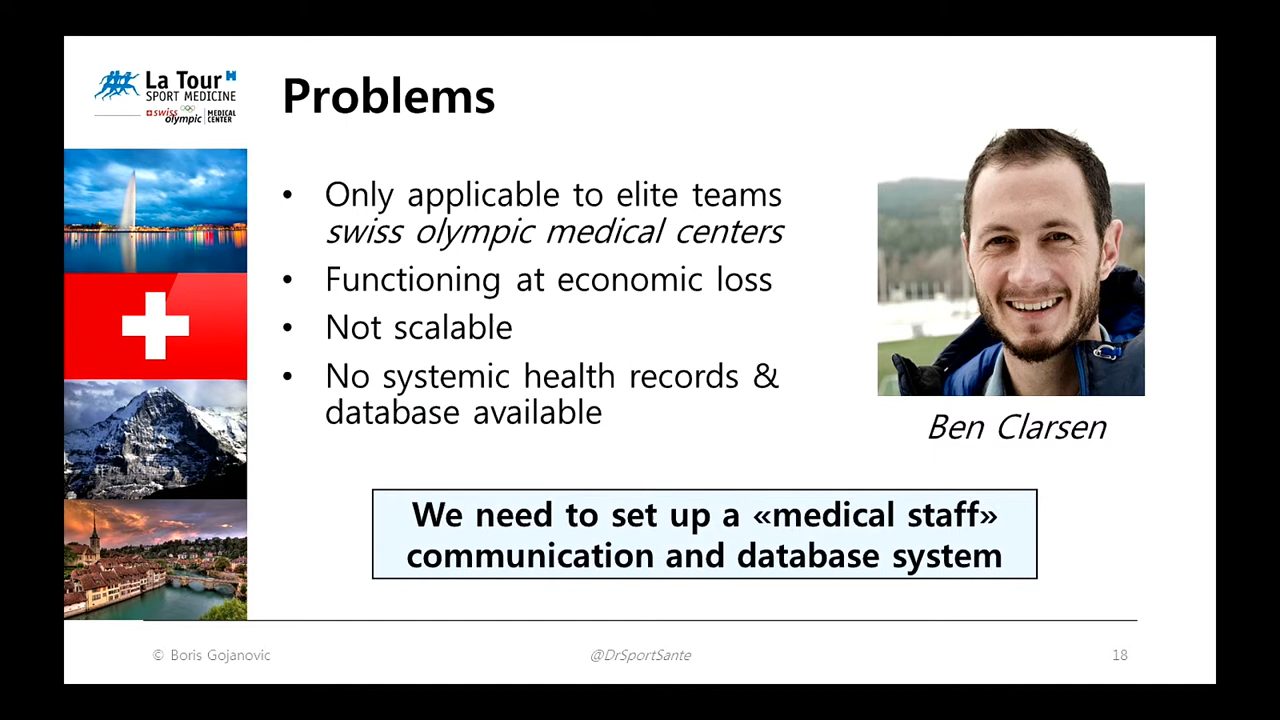 La Tour
SPORT MEDICINE
swiss olympic MEDICAL CENTER
Problems
• Only applicable to elite teams
swiss olympic medical centers
• Functioning at economic loss
• Not scalable
• No systemic health records &
database available
Ben Clarsen
We need to set up a «medical staff»
communication and database system
© Boris Gojanovic
@DrSportSante
18